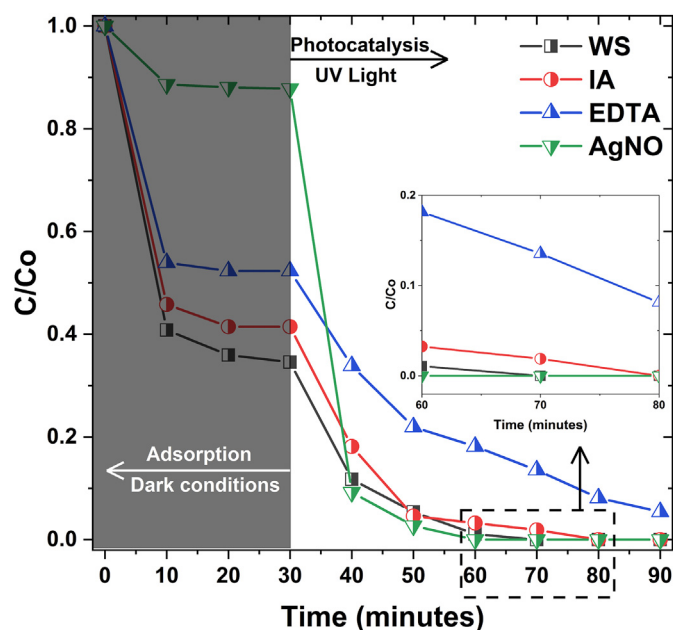 Photocatalysis
UV Light
WS
IA
EDTA
AgNO
1.0
0.8
0.6
0.4
0.2
0.0
C/Co
Adsorption
Dark conditions
0.2
0.1
0.0
C/Co
60
70
80
Time (minutes)
0
10
20
30
40
50
60
70
80
90
Time (minutes)